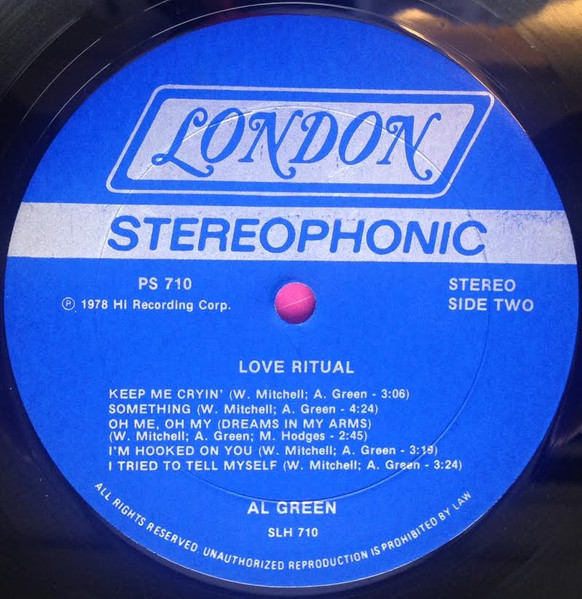 LONDON
STEREOPHONIC
PS 710
℗ 1978 Hi Recording Corp.
STEREO
SIDE TWO
LOVE RITUAL
KEEP ME CRYIN' (W. Mitchell; A. Green - 3:06)
SOMETHING (W. Mitchell; A. Green - 4:24)
OH ME, OH MY (DREAMS IN MY ARMS)
(W. Mitchell; A. Green; M. Hodges - 2:45)
I'M HOOKED ON YOU (W. Mitchell; A. Green - 3:19)
I TRIED TO TELL MYSELF (W. Mitchell; A. Green - 3:24)
AL GREEN
SLH 710
ALL RIGHTS RESERVED. UNAUTHORIZED REPRODUCTION IS PROHIBITED BY LAW